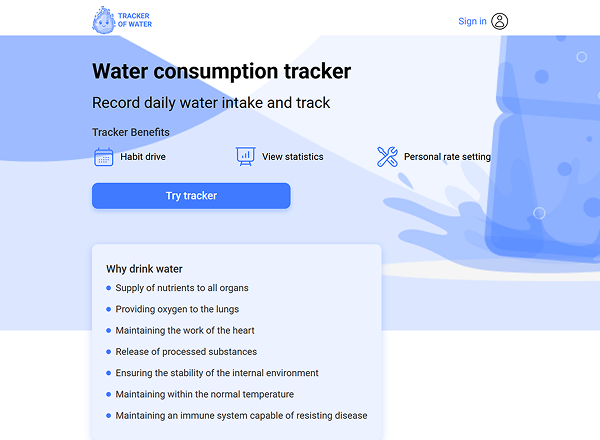 TRACKER
OF WATER
Sign in
Water consumption tracker
Record daily water intake and track
Tracker Benefits
Habit drive
View statistics
Personal rate setting
Try tracker
Why drink water
Supply of nutrients to all organs
Providing oxygen to the lungs
Maintaining the work of the heart
Release of processed substances
Ensuring the stability of the internal environment
Maintaining within the normal temperature
Maintaining an immune system capable of resisting disease